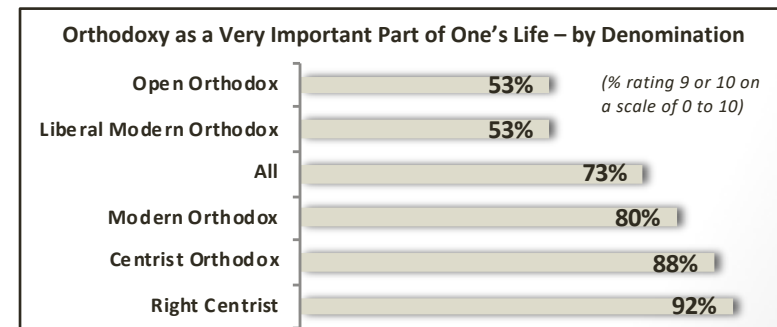 Orthodoxy as a Very Important Part of One’s Life – by Denomination
Open Orthodox 53%
(% rating 9 or 10 on
a scale of 0 to 10)
Liberal Modern Orthodox 53%
All 73%
Modern Orthodox 80%
Centrist Orthodox 88%
Right Centrist 92%